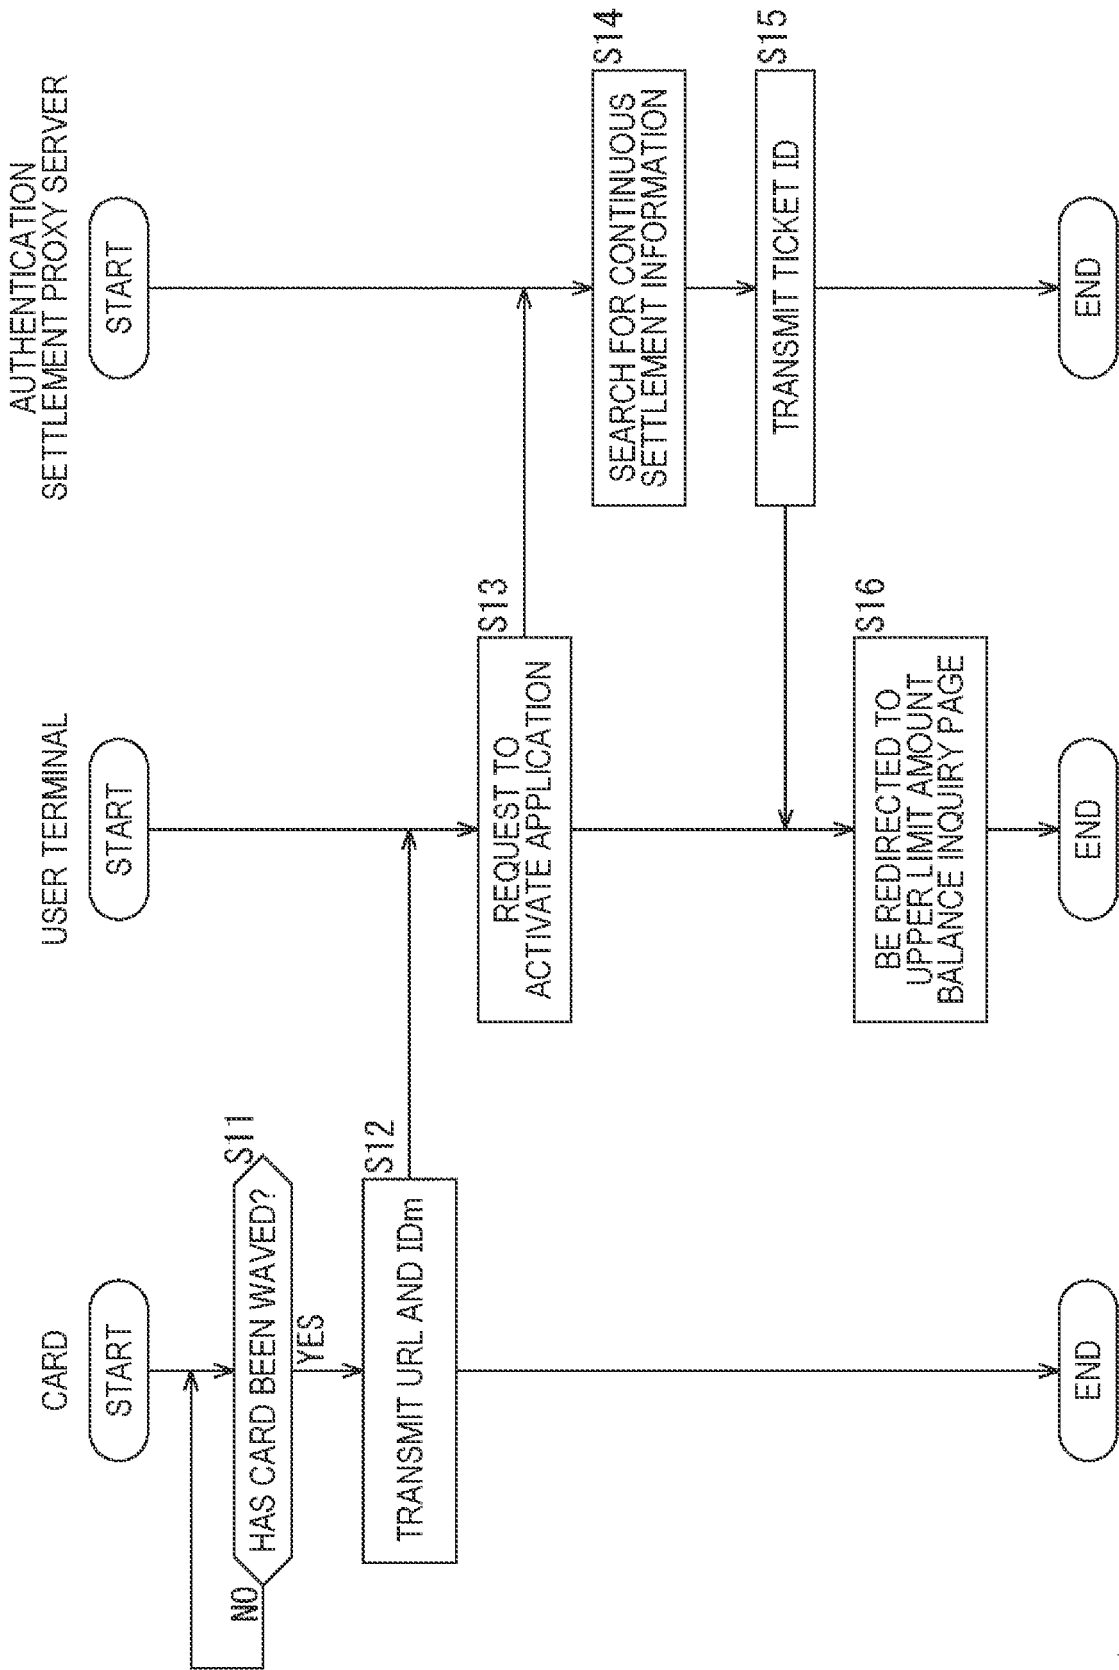 CARD
START
S11
HAS CARD BEEN WAVED?
NO
YES
S12
TRANSMIT URL AND IDm
END
USER TERMINAL
START
S13
REQUEST TO
ACTIVATE APPLICATION
S16
BE REDIRECTED TO
UPPER LIMIT AMOUNT
BALANCE INQUIRY PAGE
END
AUTHENTICATION
SETTLEMENT PROXY SERVER
START
S14
SEARCH FOR CONTINUOUS
SETTLEMENT INFORMATION
S15
TRANSMIT TICKET ID
END